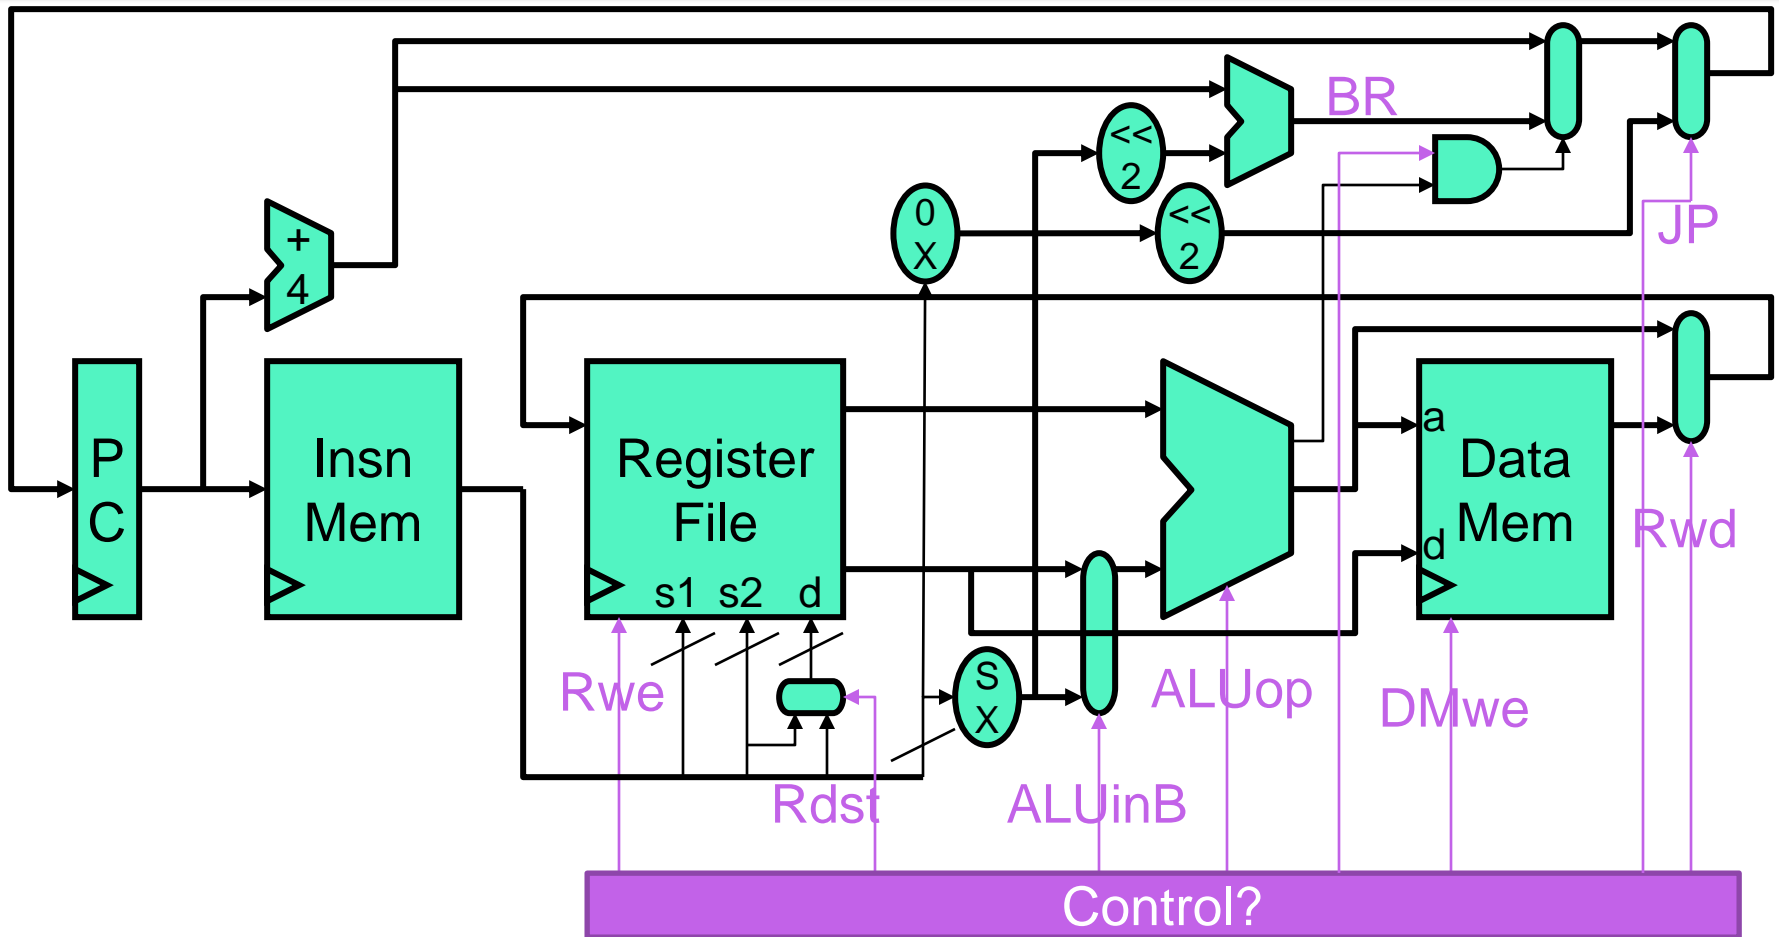 BR
<<
2
<<
2
0
X
JP
+
4
P
C
Insn
Mem
Register
File
s1 s2 d
a
d
Data
Mem
Rwd
S
X
Rwe
ALUop
DMwe
Rdst
ALUinB
Control?